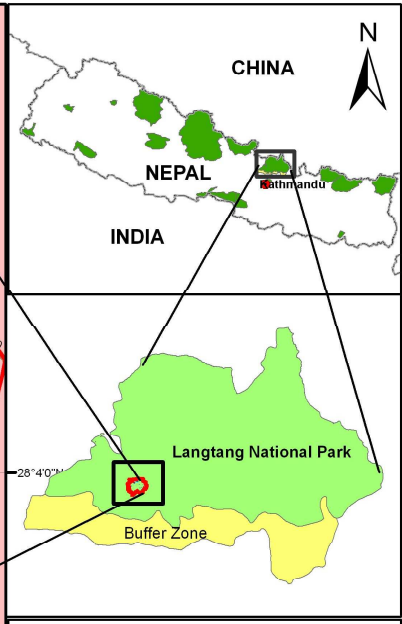 N
CHINA
NEPAL
Kathmandu
INDIA
Langtang National Park
28°4'0"N
Buffer Zone